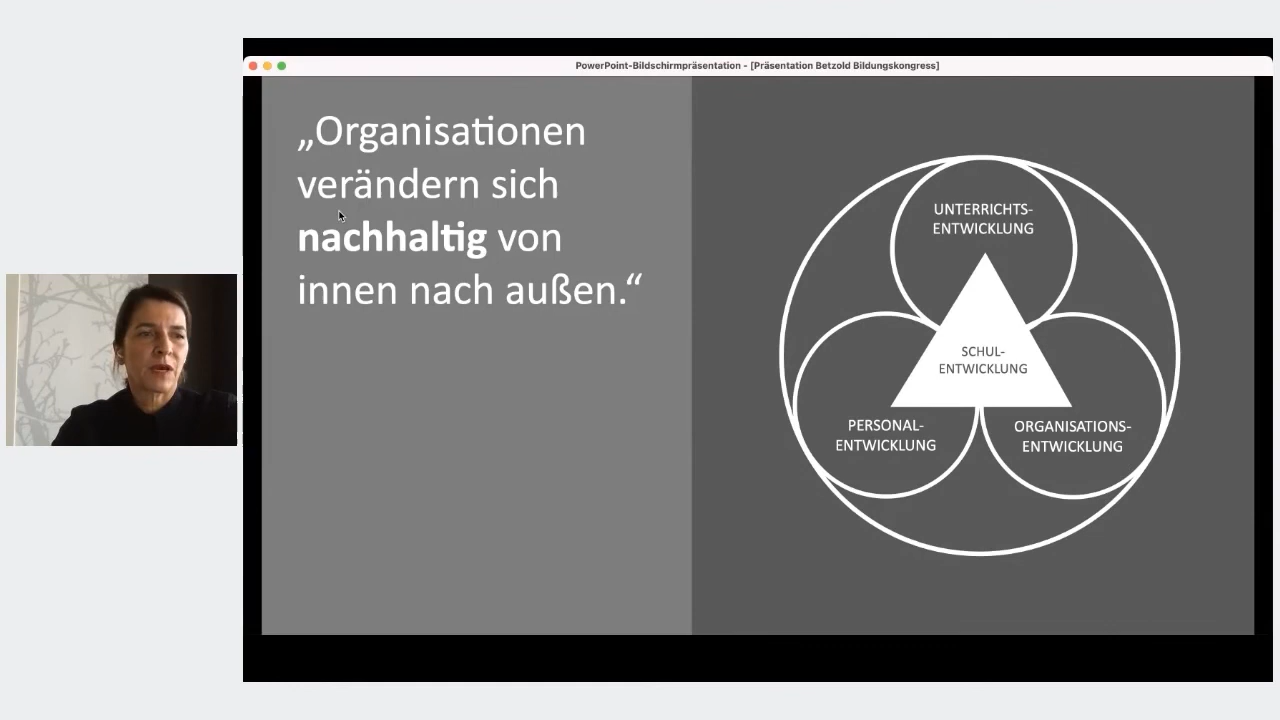 PowerPoint-Bildschirmpräsentation - [Präsentation Betzold Bildungskongress]
„Organisationen
verändern sich
nachhaltig von
innen nach außen.“
UNTERRICHTS-
ENTWICKLUNG
SCHUL-
ENTWICKLUNG
PERSONAL-
ENTWICKLUNG
ORGANISATIONS-
ENTWICKLUNG